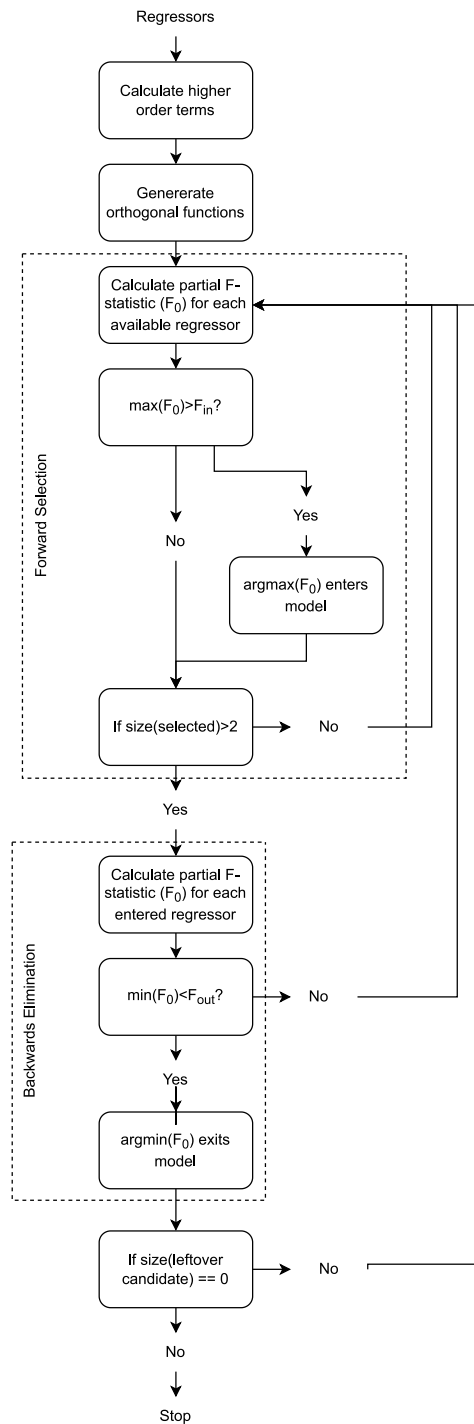 Regressors
Calculate higher
order terms
Genererate
orthogonal functions
Calculate partial F-
statistic (F₀) for each
available regressor
max(F₀)>Fᵢₙ?
Forward Selection
Yes
No
argmax(F₀) enters
model
If size(selected)>2
No
Yes
Calculate partial F-
statistic (F₀) for each
entered regressor
Backwards Elimination
min(F₀)<Fₒᵤₜ?
No
Yes
argmin(F₀) exits
model
If size(leftover
candidate) == 0
No
No
Stop